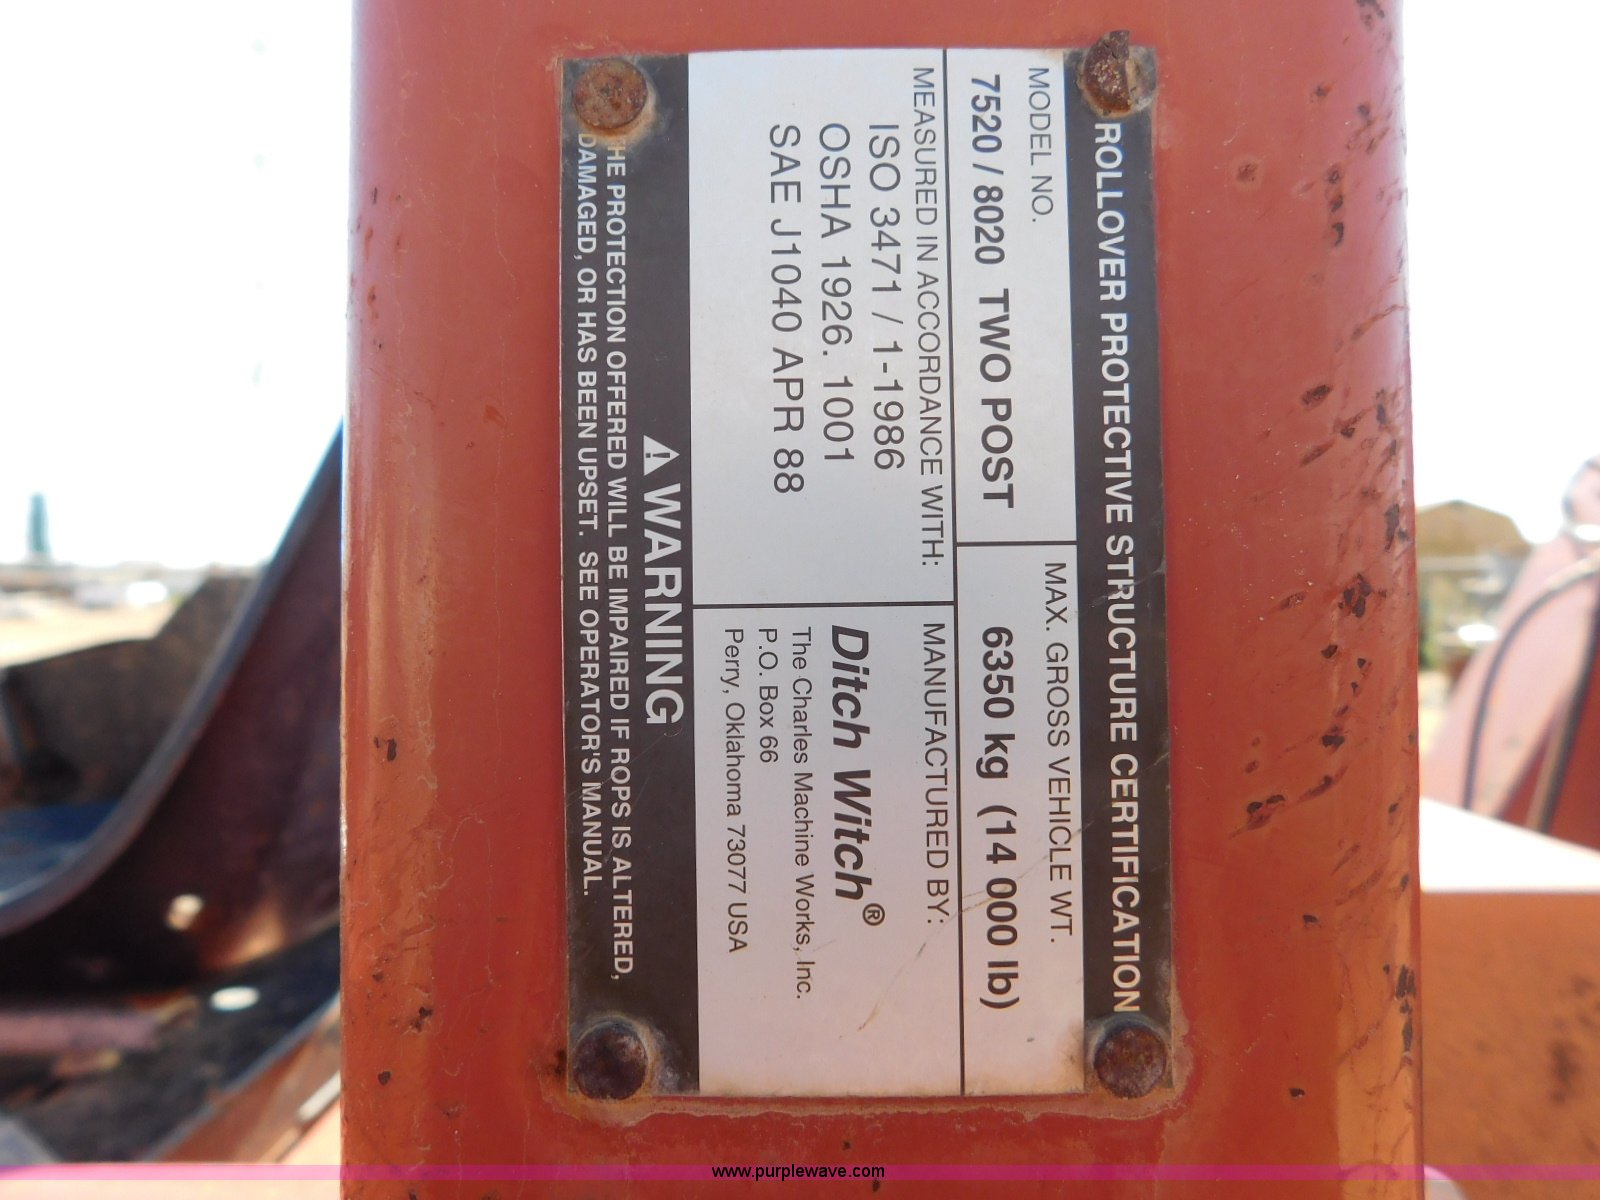 ROLLOVER PROTECTIVE STRUCTURE CERTIFICATION
MODEL NO.
7520 / 8020 TWO POST
MAX. GROSS VEHICLE WT.
6350 kg (14 000 lb)
MEASURED IN ACCORDANCE WITH:
ISO 3471 / 1-1986
OSHA 1926. 1001
SAE J1040 APR 88
MANUFACTURED BY:
Ditch Witch®
The Charles Machine Works, Inc.
P.O. Box 66
Perry, Oklahoma 73077 USA
⚠ WARNING
HE PROTECTION OFFERED WILL BE IMPAIRED IF ROPS IS ALTERED,
DAMAGED, OR HAS BEEN UPSET. SEE OPERATOR'S MANUAL.
www.purplewave.com